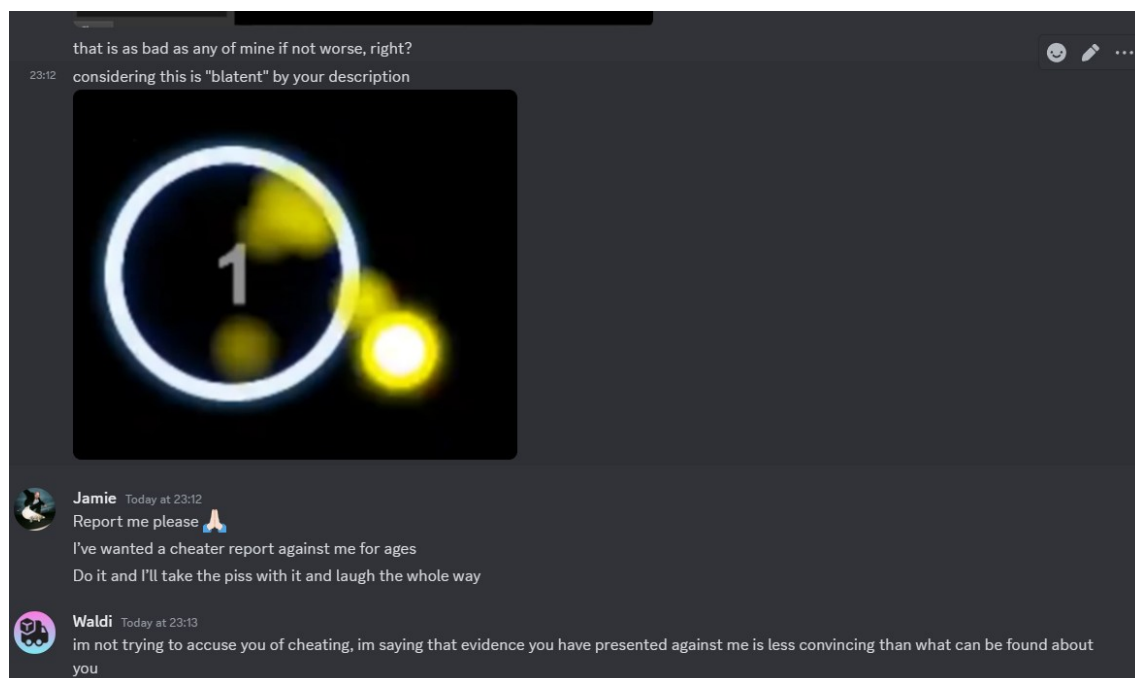 that is as bad as any of mine if not worse, right?
23:12 considering this is "blatent" by your description
1
Jamie Today at 23:12
Report me please 🙏🏻
I've wanted a cheater report against me for ages
Do it and I'll take the piss with it and laugh the whole way
Waldi Today at 23:13
im not trying to accuse you of cheating, im saying that evidence you have presented against me is less convincing than what can be found about
you